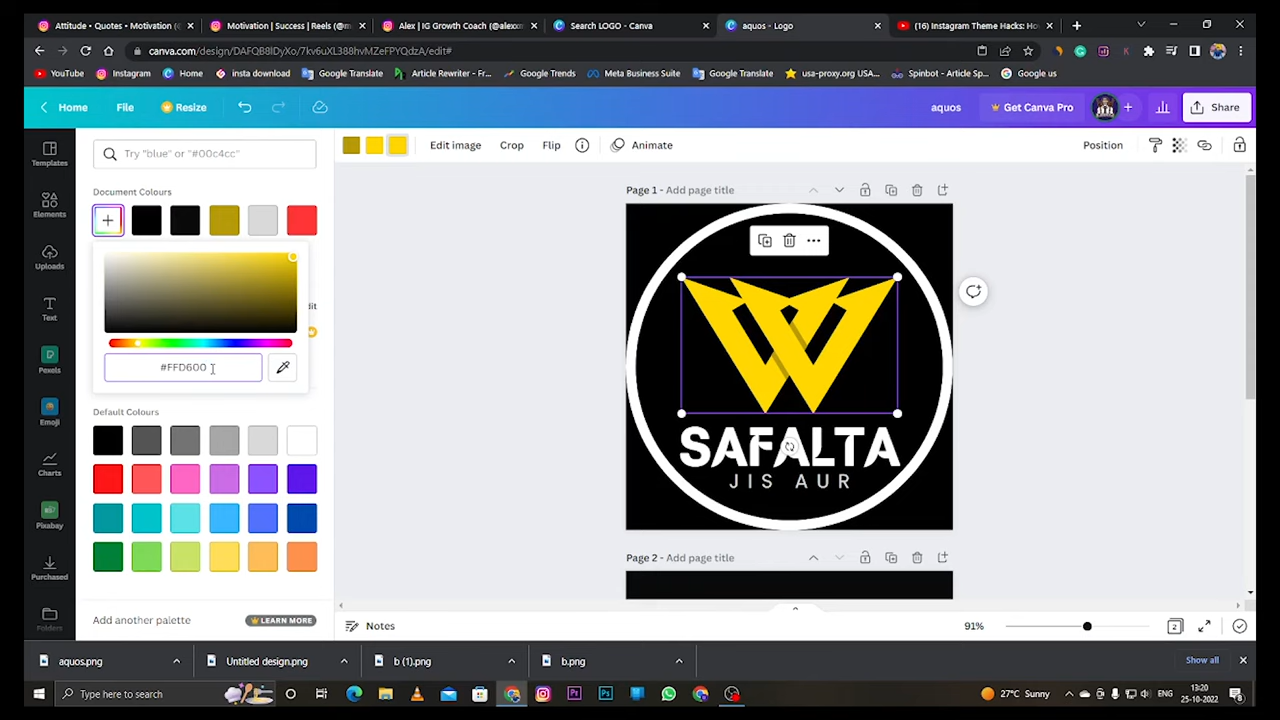 Attitude • Quotes • Motivation (
Motivation | Success | Reels (@m
Alex | IG Growth Coach (@alexxm
Search LOGO - Canva
aquos - Logo
(16) Instagram Theme Hacks: Ho
canva.com/design/DAFQB8lDyXo/7kv6uXL388hvMZeFPYQdzA/edit#
YouTube
Instagram
Home
insta download
Google Translate
Article Rewriter - Fr...
Google Trends
Meta Business Suite
Google Translate
usa-proxy.org USA...
Spinbot - Article Sp...
Google us
Home
File
Resize
aquos
Get Canva Pro
Share
Templates
Elements
Uploads
Text
Pexels
Emoji
Charts
Pixabay
Purchased
Folders
Try "blue" or "#00c4cc"
Document Colours
dit
#FFD600
Default Colours
Add another palette
LEARN MORE
Edit image
Crop
Flip
Animate
Position
Page 1 - Add page title
SAFALTA
JIS AUR
Page 2 - Add page title
Notes
91%
2
aquos.png
Untitled design.png
b (1).png
b.png
Show all
Type here to search
27°C Sunny
ENG
13:20
25-10-2022
8